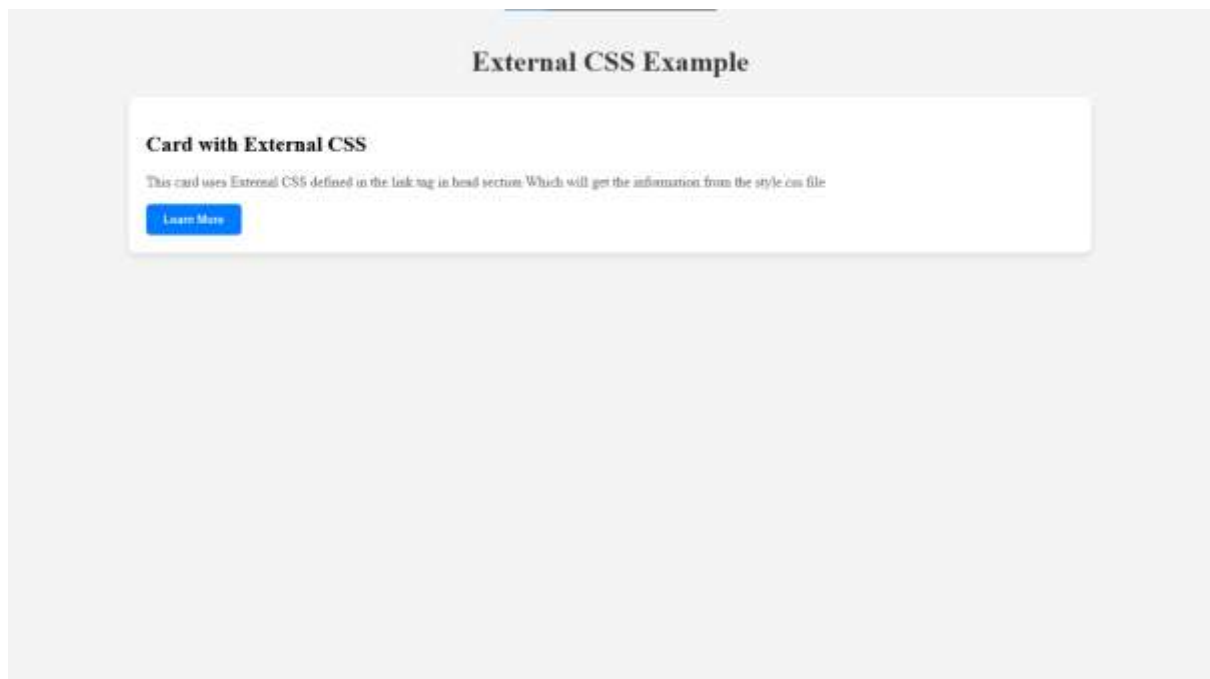 External CSS Example
Card with External CSS
This card uses External CSS defined in the link tag in head section Which will get the information from the style.css file
Learn More